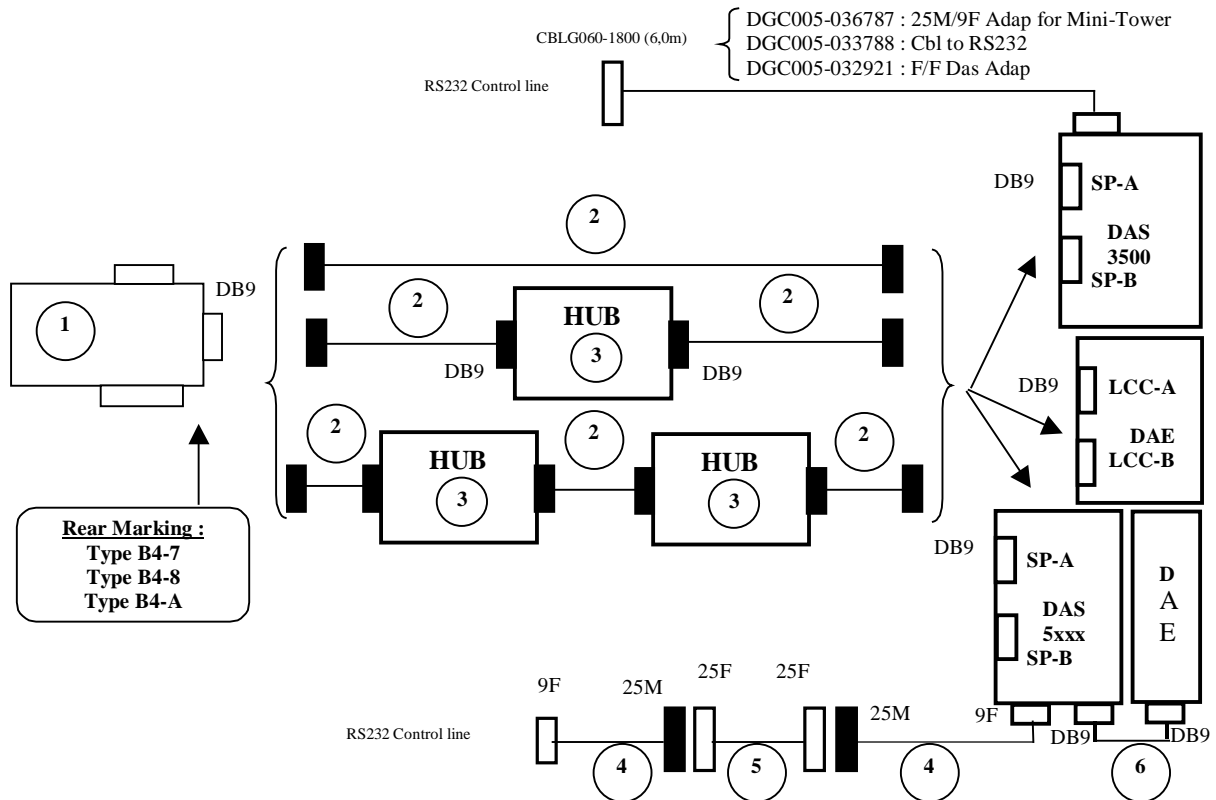 DGC005-036787 : 25M/9F Adap for Mini-Tower
CBLG060-1800 (6,0m)
DGC005-033788 : Cbl to RS232
DGC005-032921 : F/F Das Adap
RS232 Control line
DB9
SP-A
DAS
3500
SP-B
2
2
2
DB9
1
HUB
3
DB9
DB9
DB9
LCC-A
DAE
LCC-B
2
2
2
HUB
3
HUB
3
Rear Marking :
Type B4-7
Type B4-8
Type B4-A
DB9
SP-A
DAS
5xxx
SP-B
D
A
E
9F
25M
25F
25F
25M
9F
DB9
DB9
RS232 Control line
4
5
4
6